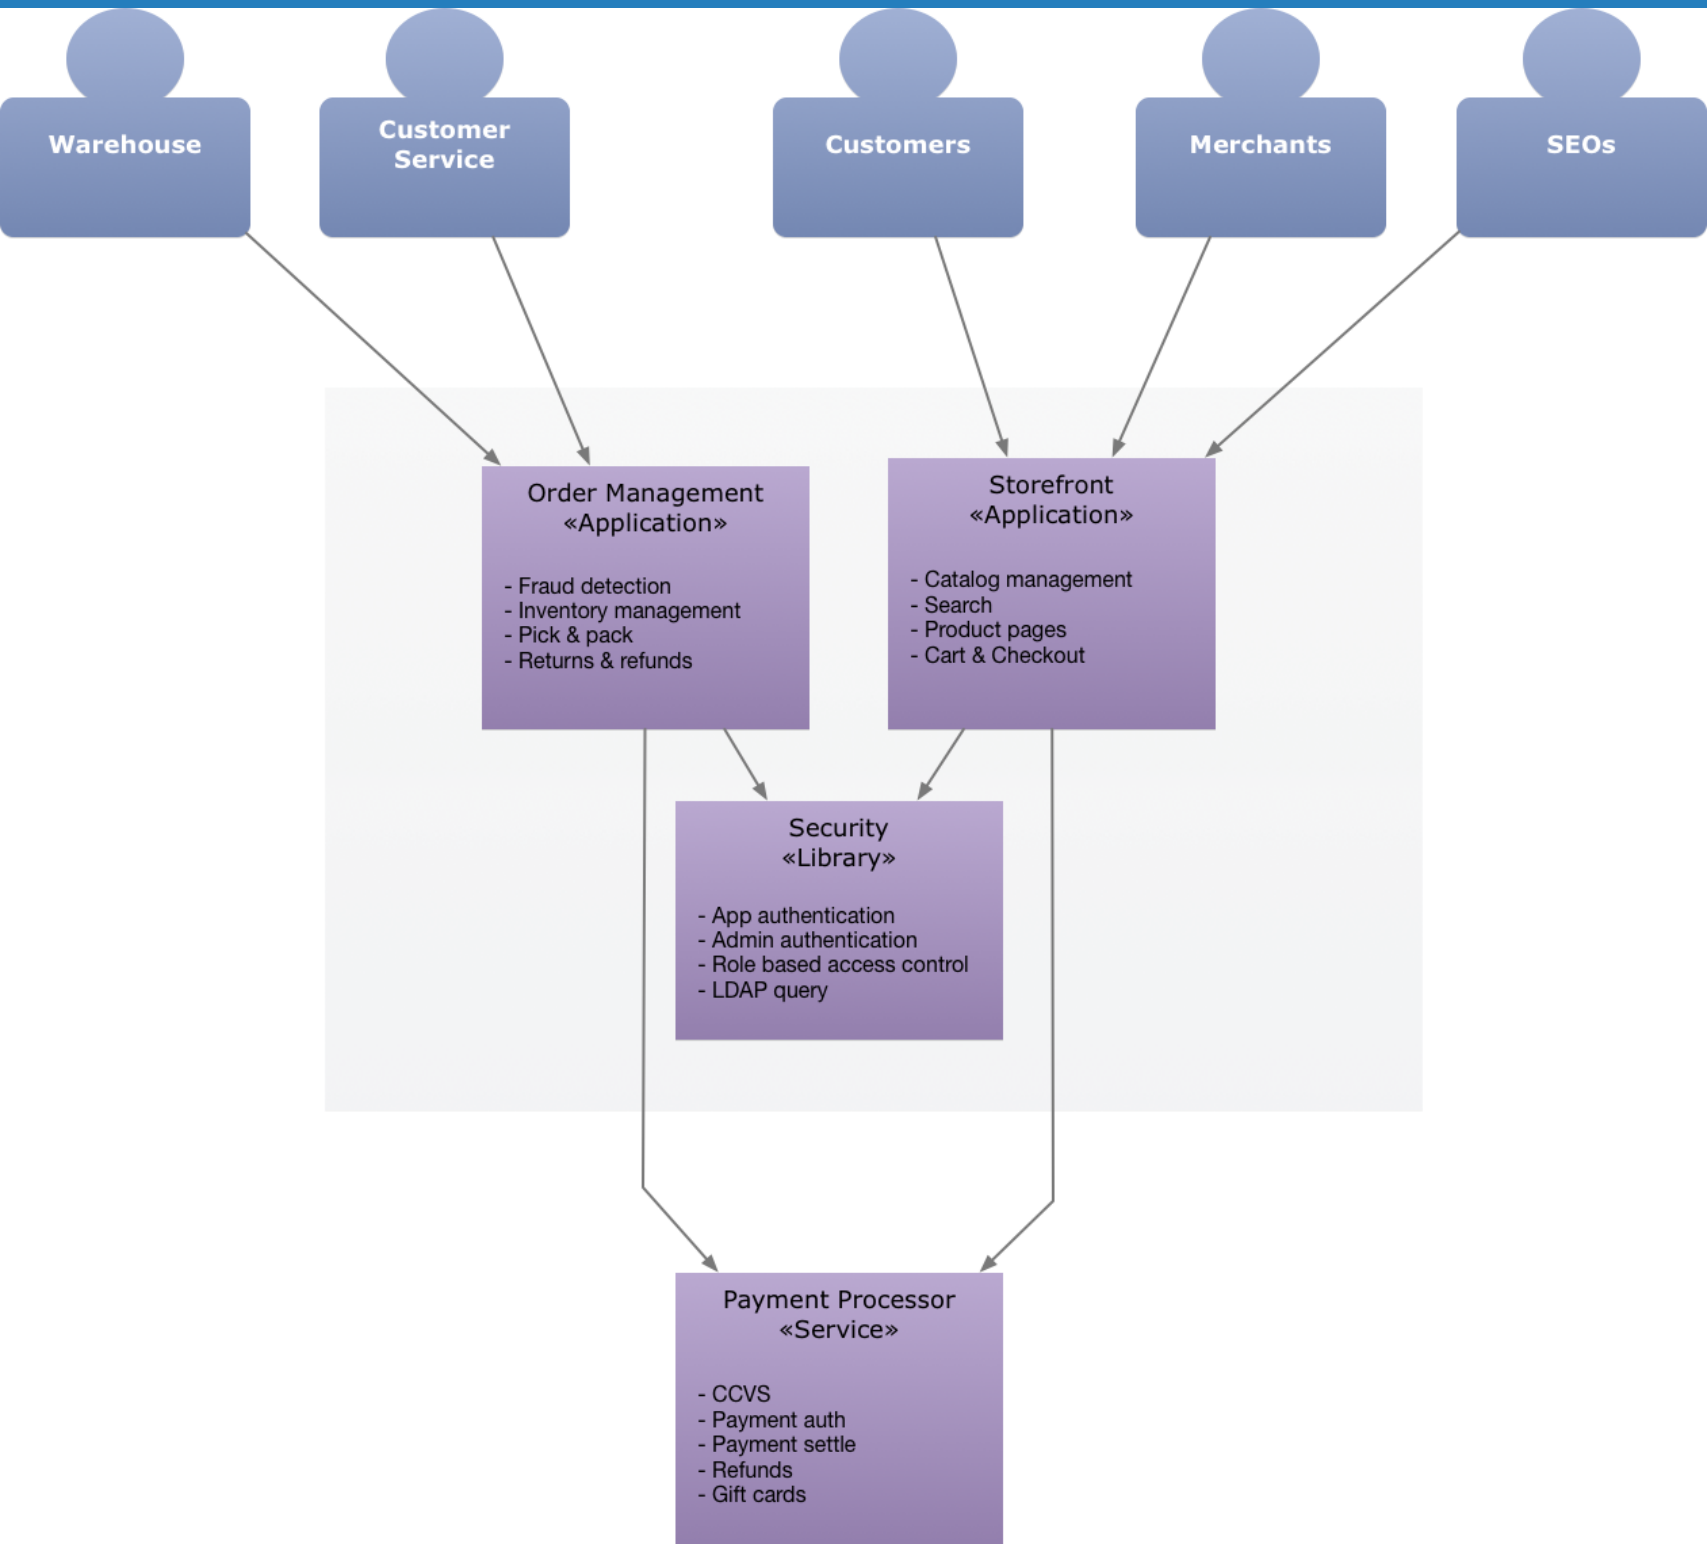 Warehouse
Customer
Service
Customers
Merchants
SEOs
Order Management
«Application»
- Fraud detection
- Inventory management
- Pick & pack
- Returns & refunds
Storefront
«Application»
- Catalog management
- Search
- Product pages
- Cart & Checkout
Security
«Library»
- App authentication
- Admin authentication
- Role based access control
- LDAP query
Payment Processor
«Service»
- CCVS
- Payment auth
- Payment settle
- Refunds
- Gift cards